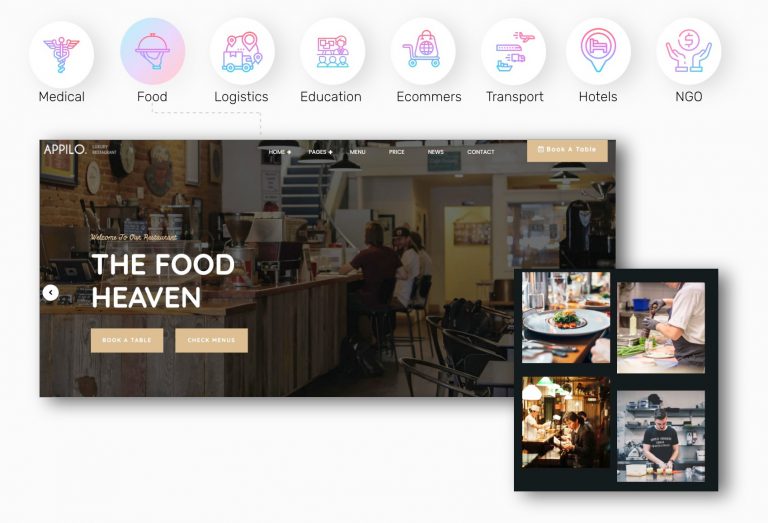 Medical
Food
Logistics
Education
Ecommers
Transport
Hotels
NGO
APPILO.
LUXURY
RESTAURANT
HOME
PAGES
MENU
PRICE
NEWS
CONTACT
Book A Table
Welcome To Our Restaurant
THE FOOD
HEAVEN
BOOK A TABLE
CHECK MENUS